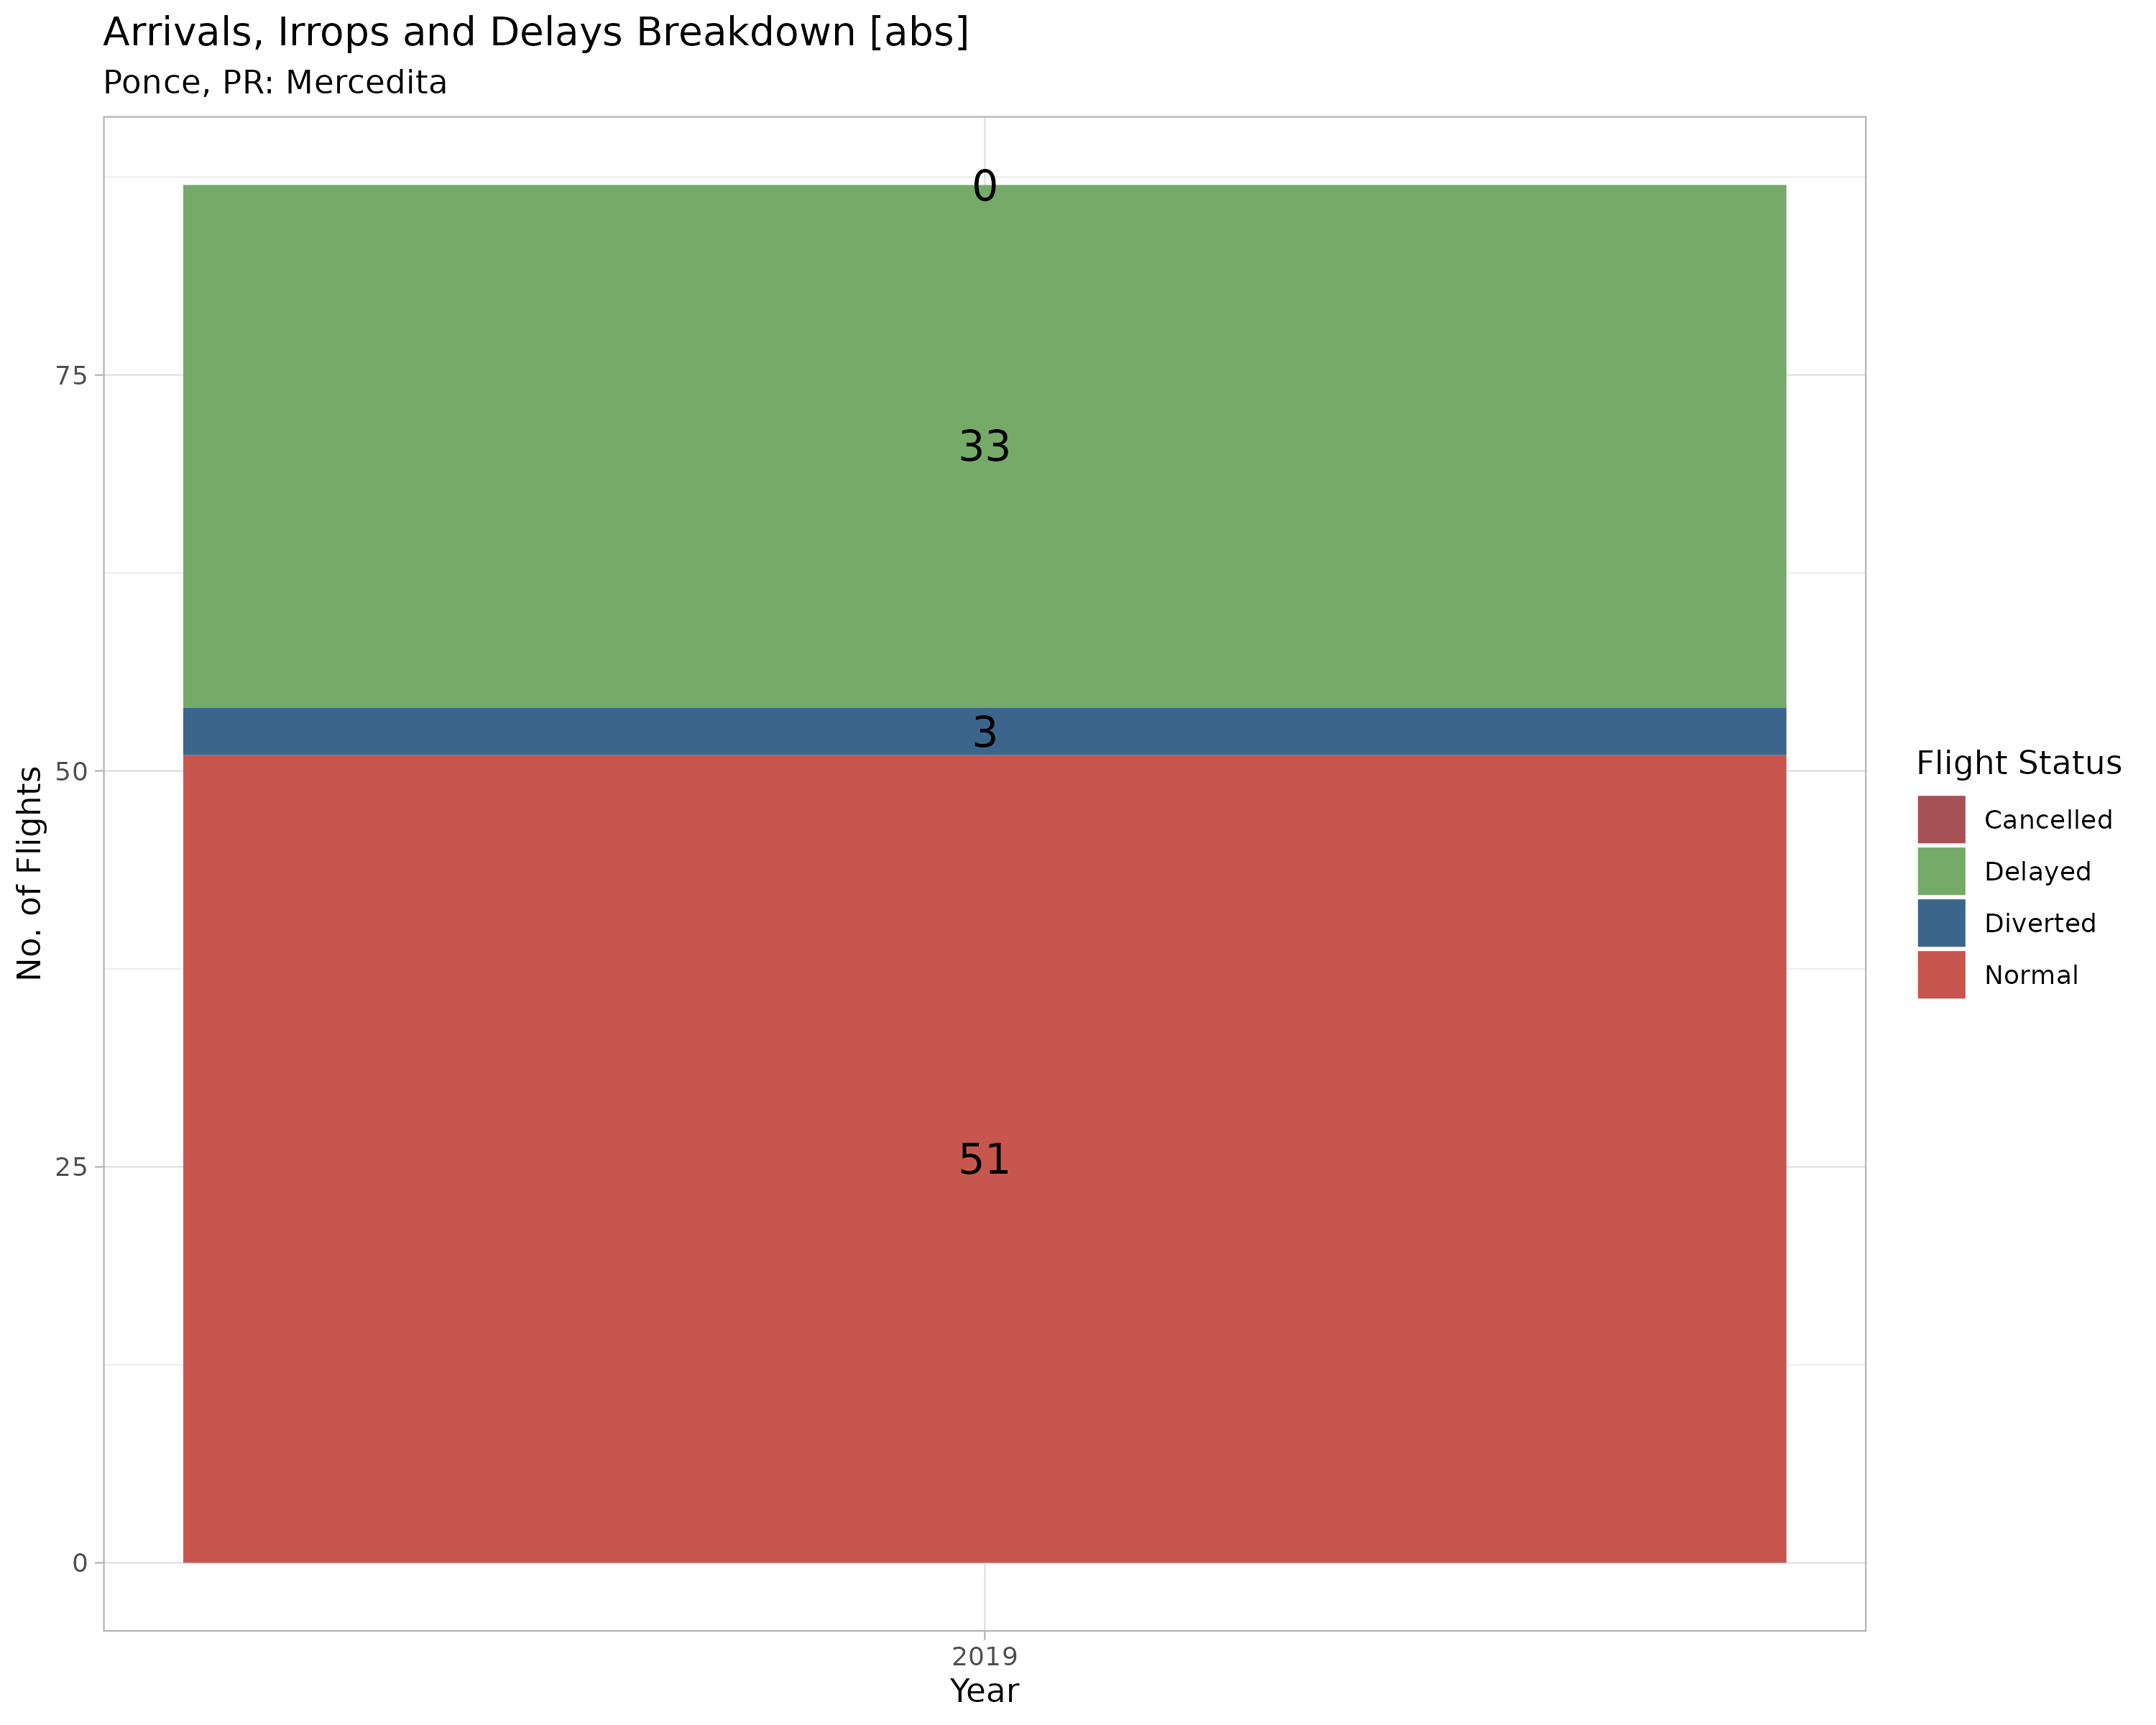 Arrivals, Irrops and Delays Breakdown [abs]
Ponce, PR: Mercedita
0
33
3
51
75
50
25
0
No. of Flights
2019
Year
Flight Status
Cancelled
Delayed
Diverted
Normal